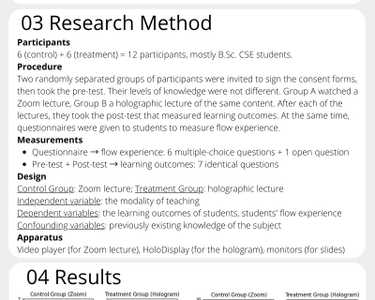 03 Research Method
Participants
6 (control) + 6 (treatment) = 12 participants, mostly B.Sc. CSE students.
Procedure
Two randomly separated groups of participants were invited to sign the consent forms,
then took the pre-test. Their levels of knowledge were not different. Group A watched a
Zoom lecture, Group B a holographic lecture of the same content. After each of the
lectures, they took the post-test that measured learning outcomes. At the same time,
questionnaires were given to students to measure flow experience.
Measurements
• Questionnaire → flow experience: 6 multiple-choice questions + 1 open question
• Pre-test + Post-test → learning outcomes: 7 identical questions
Design
Control Group: Zoom lecture; Treatment Group: holographic lecture
Independent variable: the modality of teaching
Dependent variables: the learning outcomes of students, students' flow experience
Confounding variables: previously existing knowledge of the subject
Apparatus
Video player (for Zoom lecture), HoloDisplay (for the hologram), monitors (for slides)
04 Results
Control Group (Zoom) Treatment Group (Hologram) Control Group (Zoom) Treatment Group (Hologram)